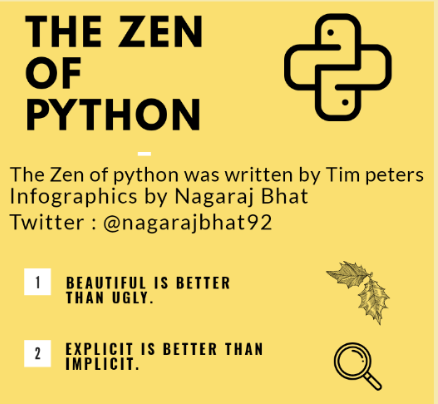 THE ZEN
OF
PYTHON
The Zen of python was written by Tim peters
Infographics by Nagaraj Bhat
Twitter : @nagarajbhat92
1 BEAUTIFUL IS BETTER
THAN UGLY.
2 EXPLICIT IS BETTER THAN
IMPLICIT.